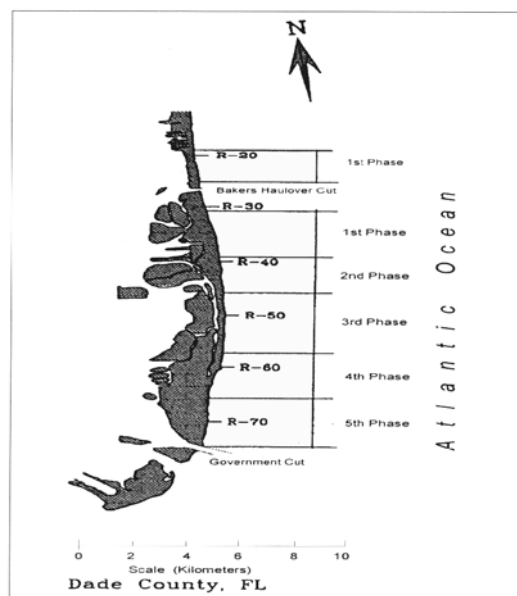 N
R-20
1st Phase
Bakers Haulover Cut
R-30
1st Phase
R-40
2nd Phase
R-50
3rd Phase
R-60
4th Phase
R-70
5th Phase
Government Cut
Atlantic Ocean
0 2 4 6 8 10
Scale (Kilometers)
Dade County, FL